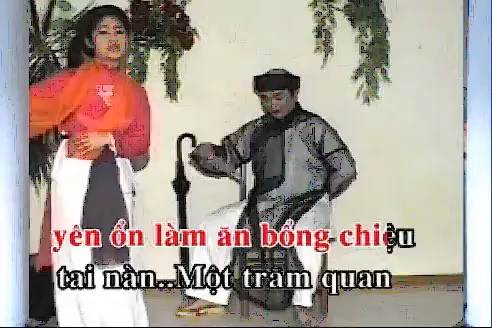 yên ổn làm ăn bổng chiệu
tai nàn..Một trăm quan